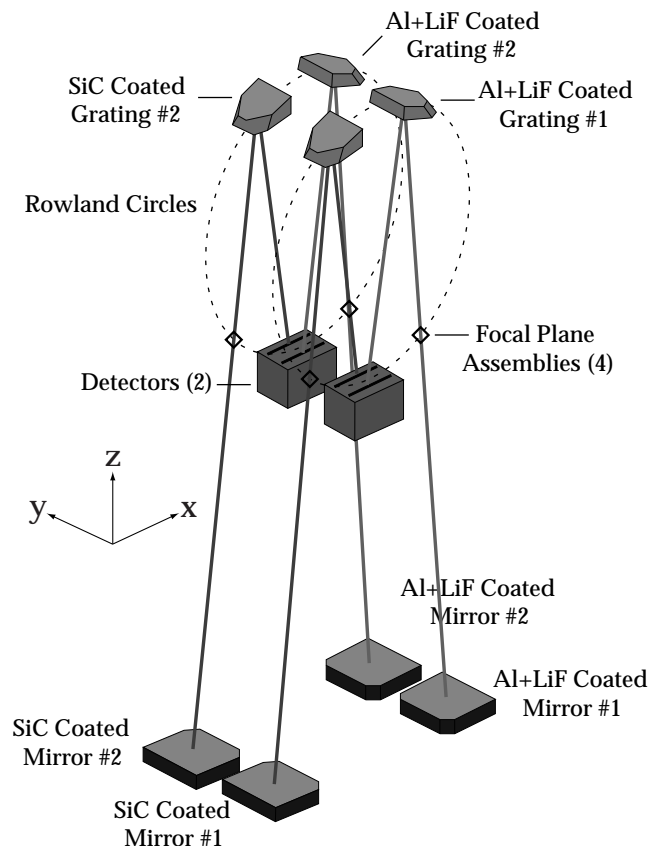 Al+LiF Coated
Grating #2
SiC Coated
Grating #2
Al+LiF Coated
Grating #1
Rowland Circles
Focal Plane
Assemblies (4)
Detectors (2)
z
y
x
Al+LiF Coated
Mirror #2
Al+LiF Coated
Mirror #1
SiC Coated
Mirror #2
SiC Coated
Mirror #1